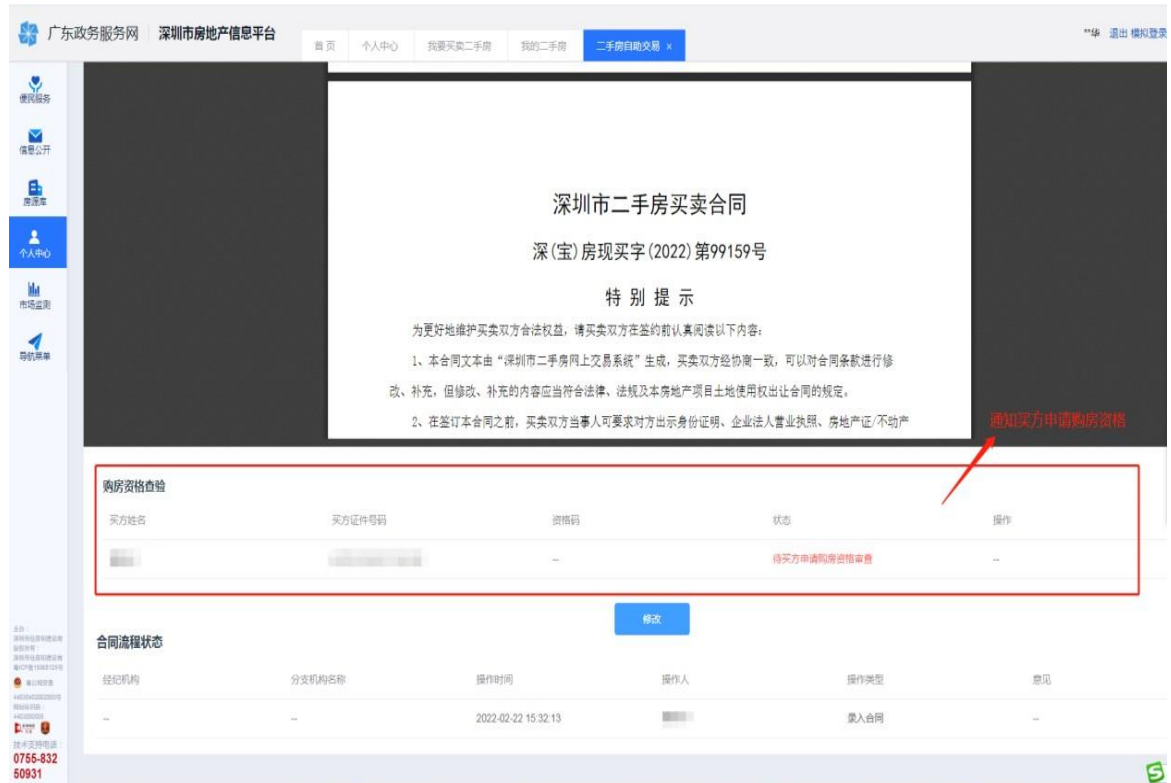 广东政务服务网 深圳市房地产信息平台
首页 个人中心 我要买卖二手房 我的二手房 二手房自助交易 ×
**华 退出 模拟登录
便民服务
信息公开
房源库
个人中心
市场监测
导航菜单
深圳市二手房买卖合同
深(宝)房现买字(2022)第99159号
特别提示
为更好地维护买卖双方合法权益，请买卖双方在签约前认真阅读以下内容：
1、本合同文本由“深圳市二手房网上交易系统”生成，买卖双方经协商一致，可以对合同条款进行修
改、补充，但修改、补充的内容应当符合法律、法规及本房地产项目土地使用权出让合同的规定。
2、在签订本合同之前，买卖双方当事人可要求对方出示身份证明、企业法人营业执照、房地产证/不动产
通知买方申请购房资格
购房资格查验
买方姓名 买方证件号码 资格码 状态 操作
-- 待买方申请购房资格审查 --
修改
合同流程状态
经纪机构 分支机构名称 操作时间 操作人 操作类型 意见
-- -- 2022-02-22 15:32:13 录入合同 --
技术支持电话：
0755-832
50931